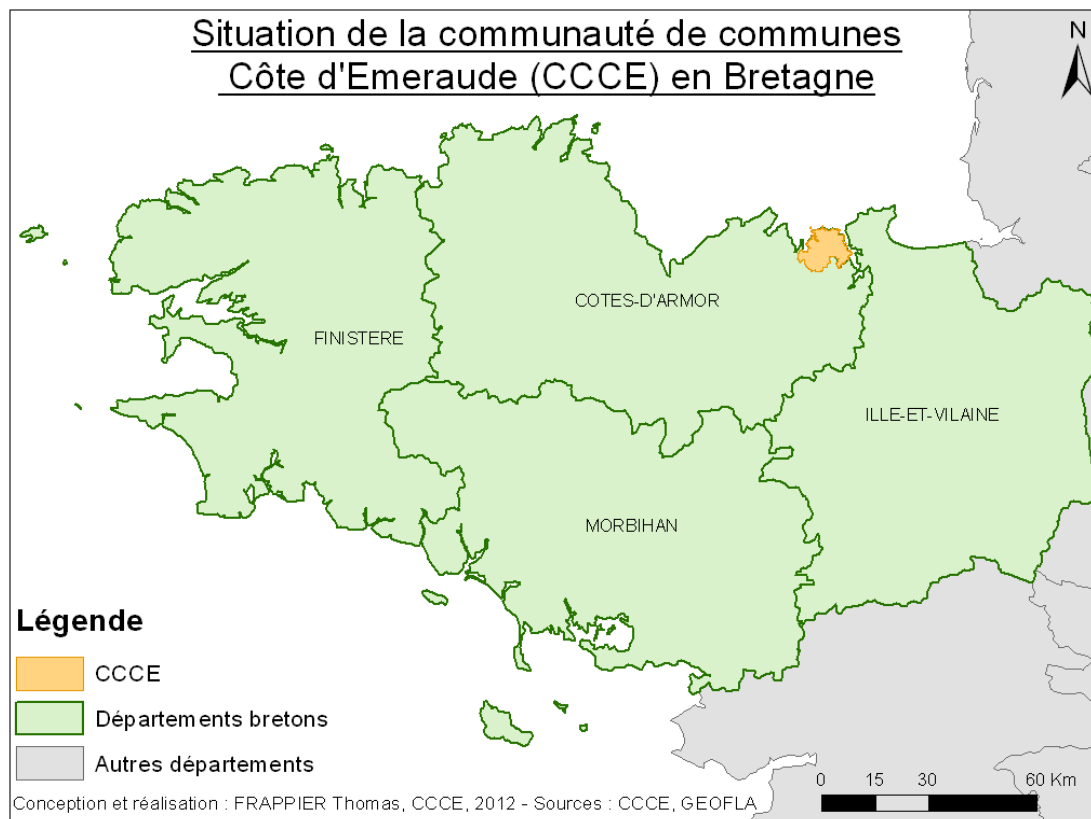 Situation de la communauté de communes
Côte d'Emeraude (CCCE) en Bretagne
N
COTES-D'ARMOR
FINISTERE
ILLE-ET-VILAINE
MORBIHAN
Légende
CCCE
Départements bretons
Autres départements
0 15 30 60 Km
Conception et réalisation : FRAPPIER Thomas, CCCE, 2012 - Sources : CCCE, GEOFLA